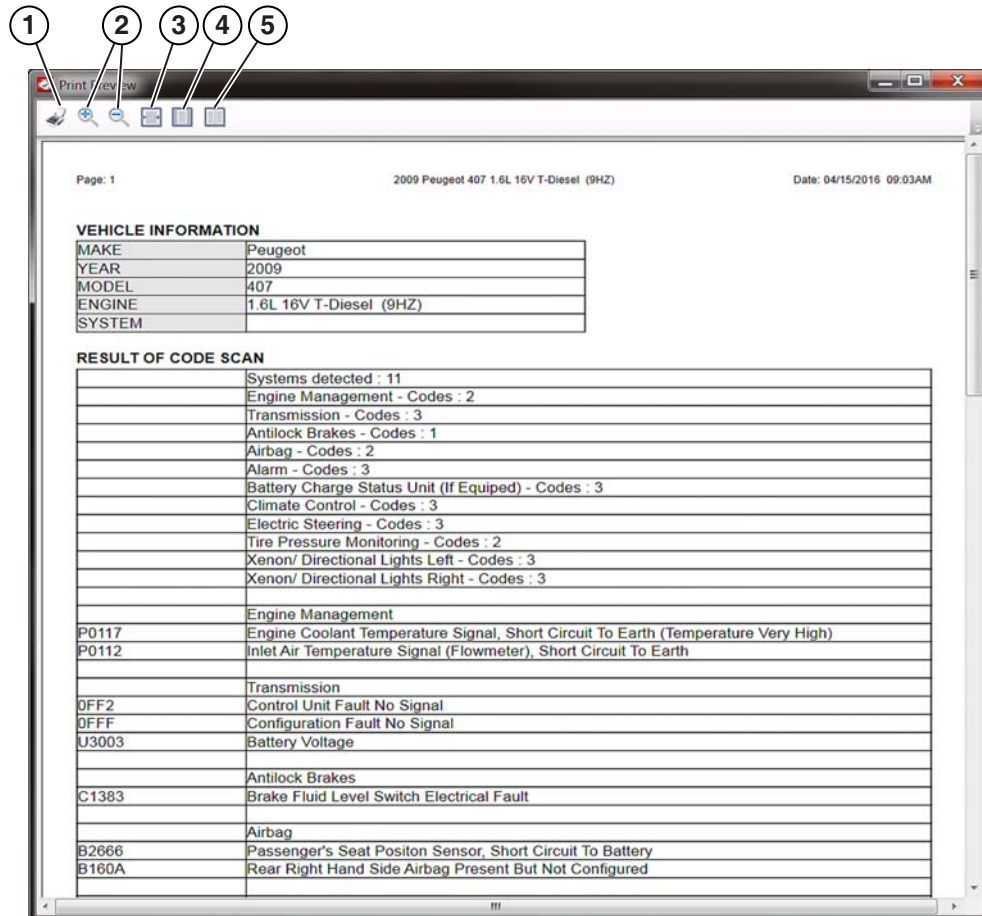 1 2 3 4 5
Print Preview
Page: 1 2009 Peugeot 407 1.6L 16V T-Diesel (9HZ) Date: 04/15/2016 09:03AM
VEHICLE INFORMATION
MAKE Peugeot
YEAR 2009
MODEL 407
ENGINE 1.6L 16V T-Diesel (9HZ)
SYSTEM
RESULT OF CODE SCAN
Systems detected : 11
Engine Management - Codes : 2
Transmission - Codes : 3
Antilock Brakes - Codes : 1
Airbag - Codes : 2
Alarm - Codes : 3
Battery Charge Status Unit (If Equiped) - Codes : 3
Climate Control - Codes : 3
Electric Steering - Codes : 3
Tire Pressure Monitoring - Codes : 2
Xenon/ Directional Lights Left - Codes : 3
Xenon/ Directional Lights Right - Codes : 3
Engine Management
P0117 Engine Coolant Temperature Signal, Short Circuit To Earth (Temperature Very High)
P0112 Inlet Air Temperature Signal (Flowmeter), Short Circuit To Earth
Transmission
0FF2 Control Unit Fault No Signal
0FFF Configuration Fault No Signal
U3003 Battery Voltage
Antilock Brakes
C1383 Brake Fluid Level Switch Electrical Fault
Airbag
B2666 Passenger's Seat Positon Sensor, Short Circuit To Battery
B160A Rear Right Hand Side Airbag Present But Not Configured